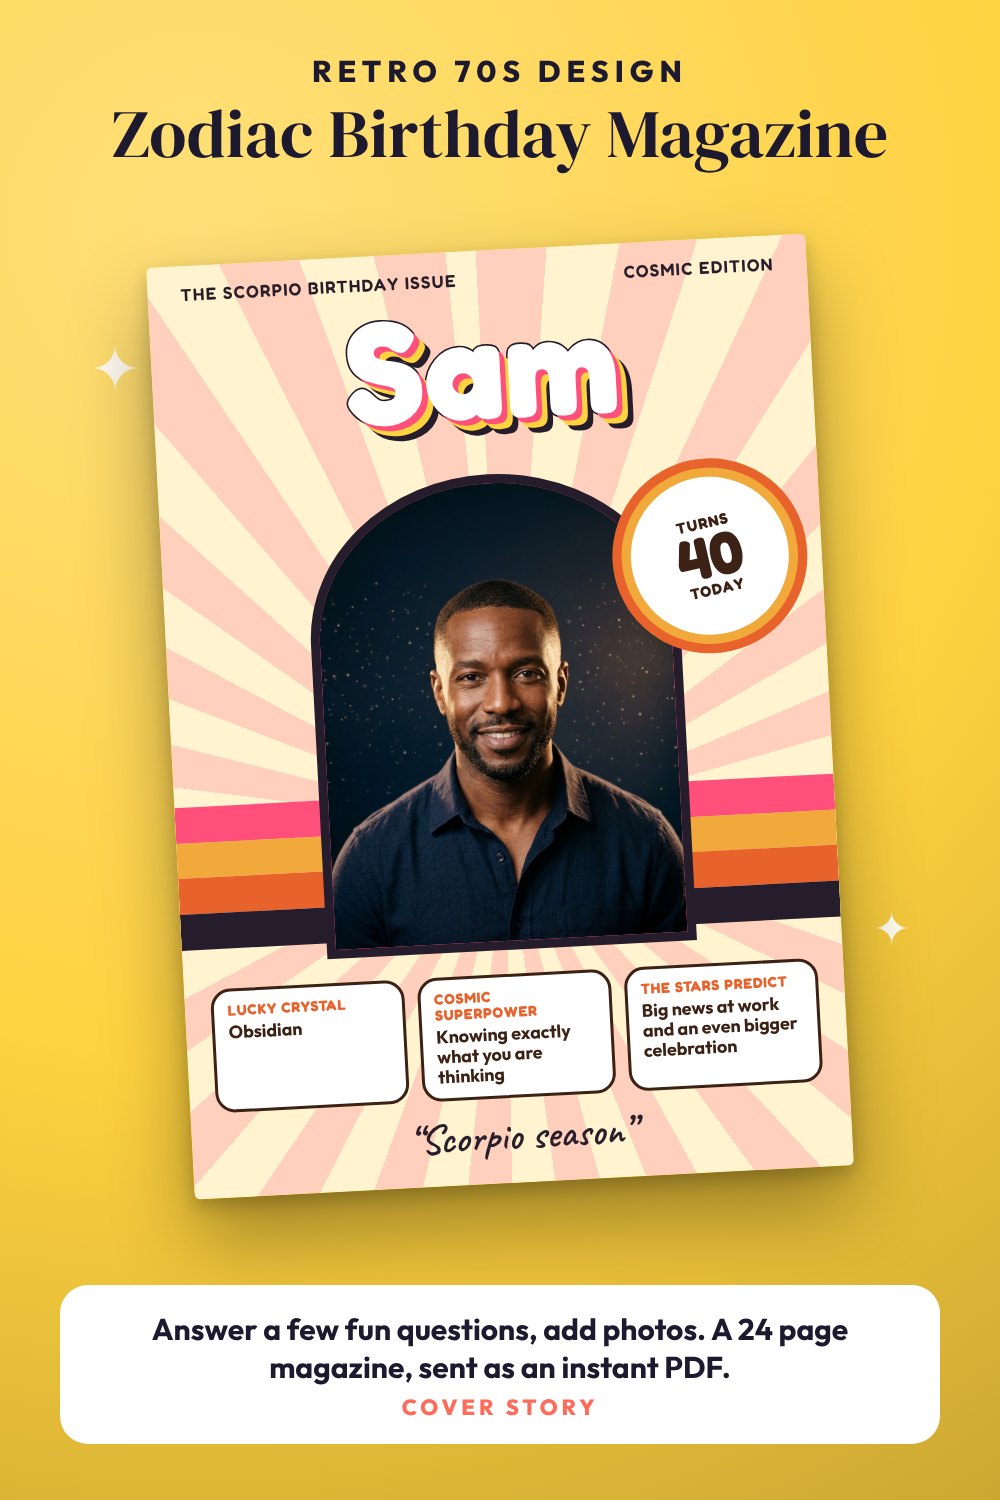 RETRO 70S DESIGN
Zodiac Birthday Magazine
THE SCORPIO BIRTHDAY ISSUE
COSMIC EDITION
Sam
TURNS
40
TODAY
LUCKY CRYSTAL
Obsidian
COSMIC
SUPERPOWER
Knowing exactly
what you are
thinking
THE STARS PREDICT
Big news at work
and an even bigger
celebration
“Scorpio season”
Answer a few fun questions, add photos. A 24 page
magazine, sent as an instant PDF.
COVER STORY